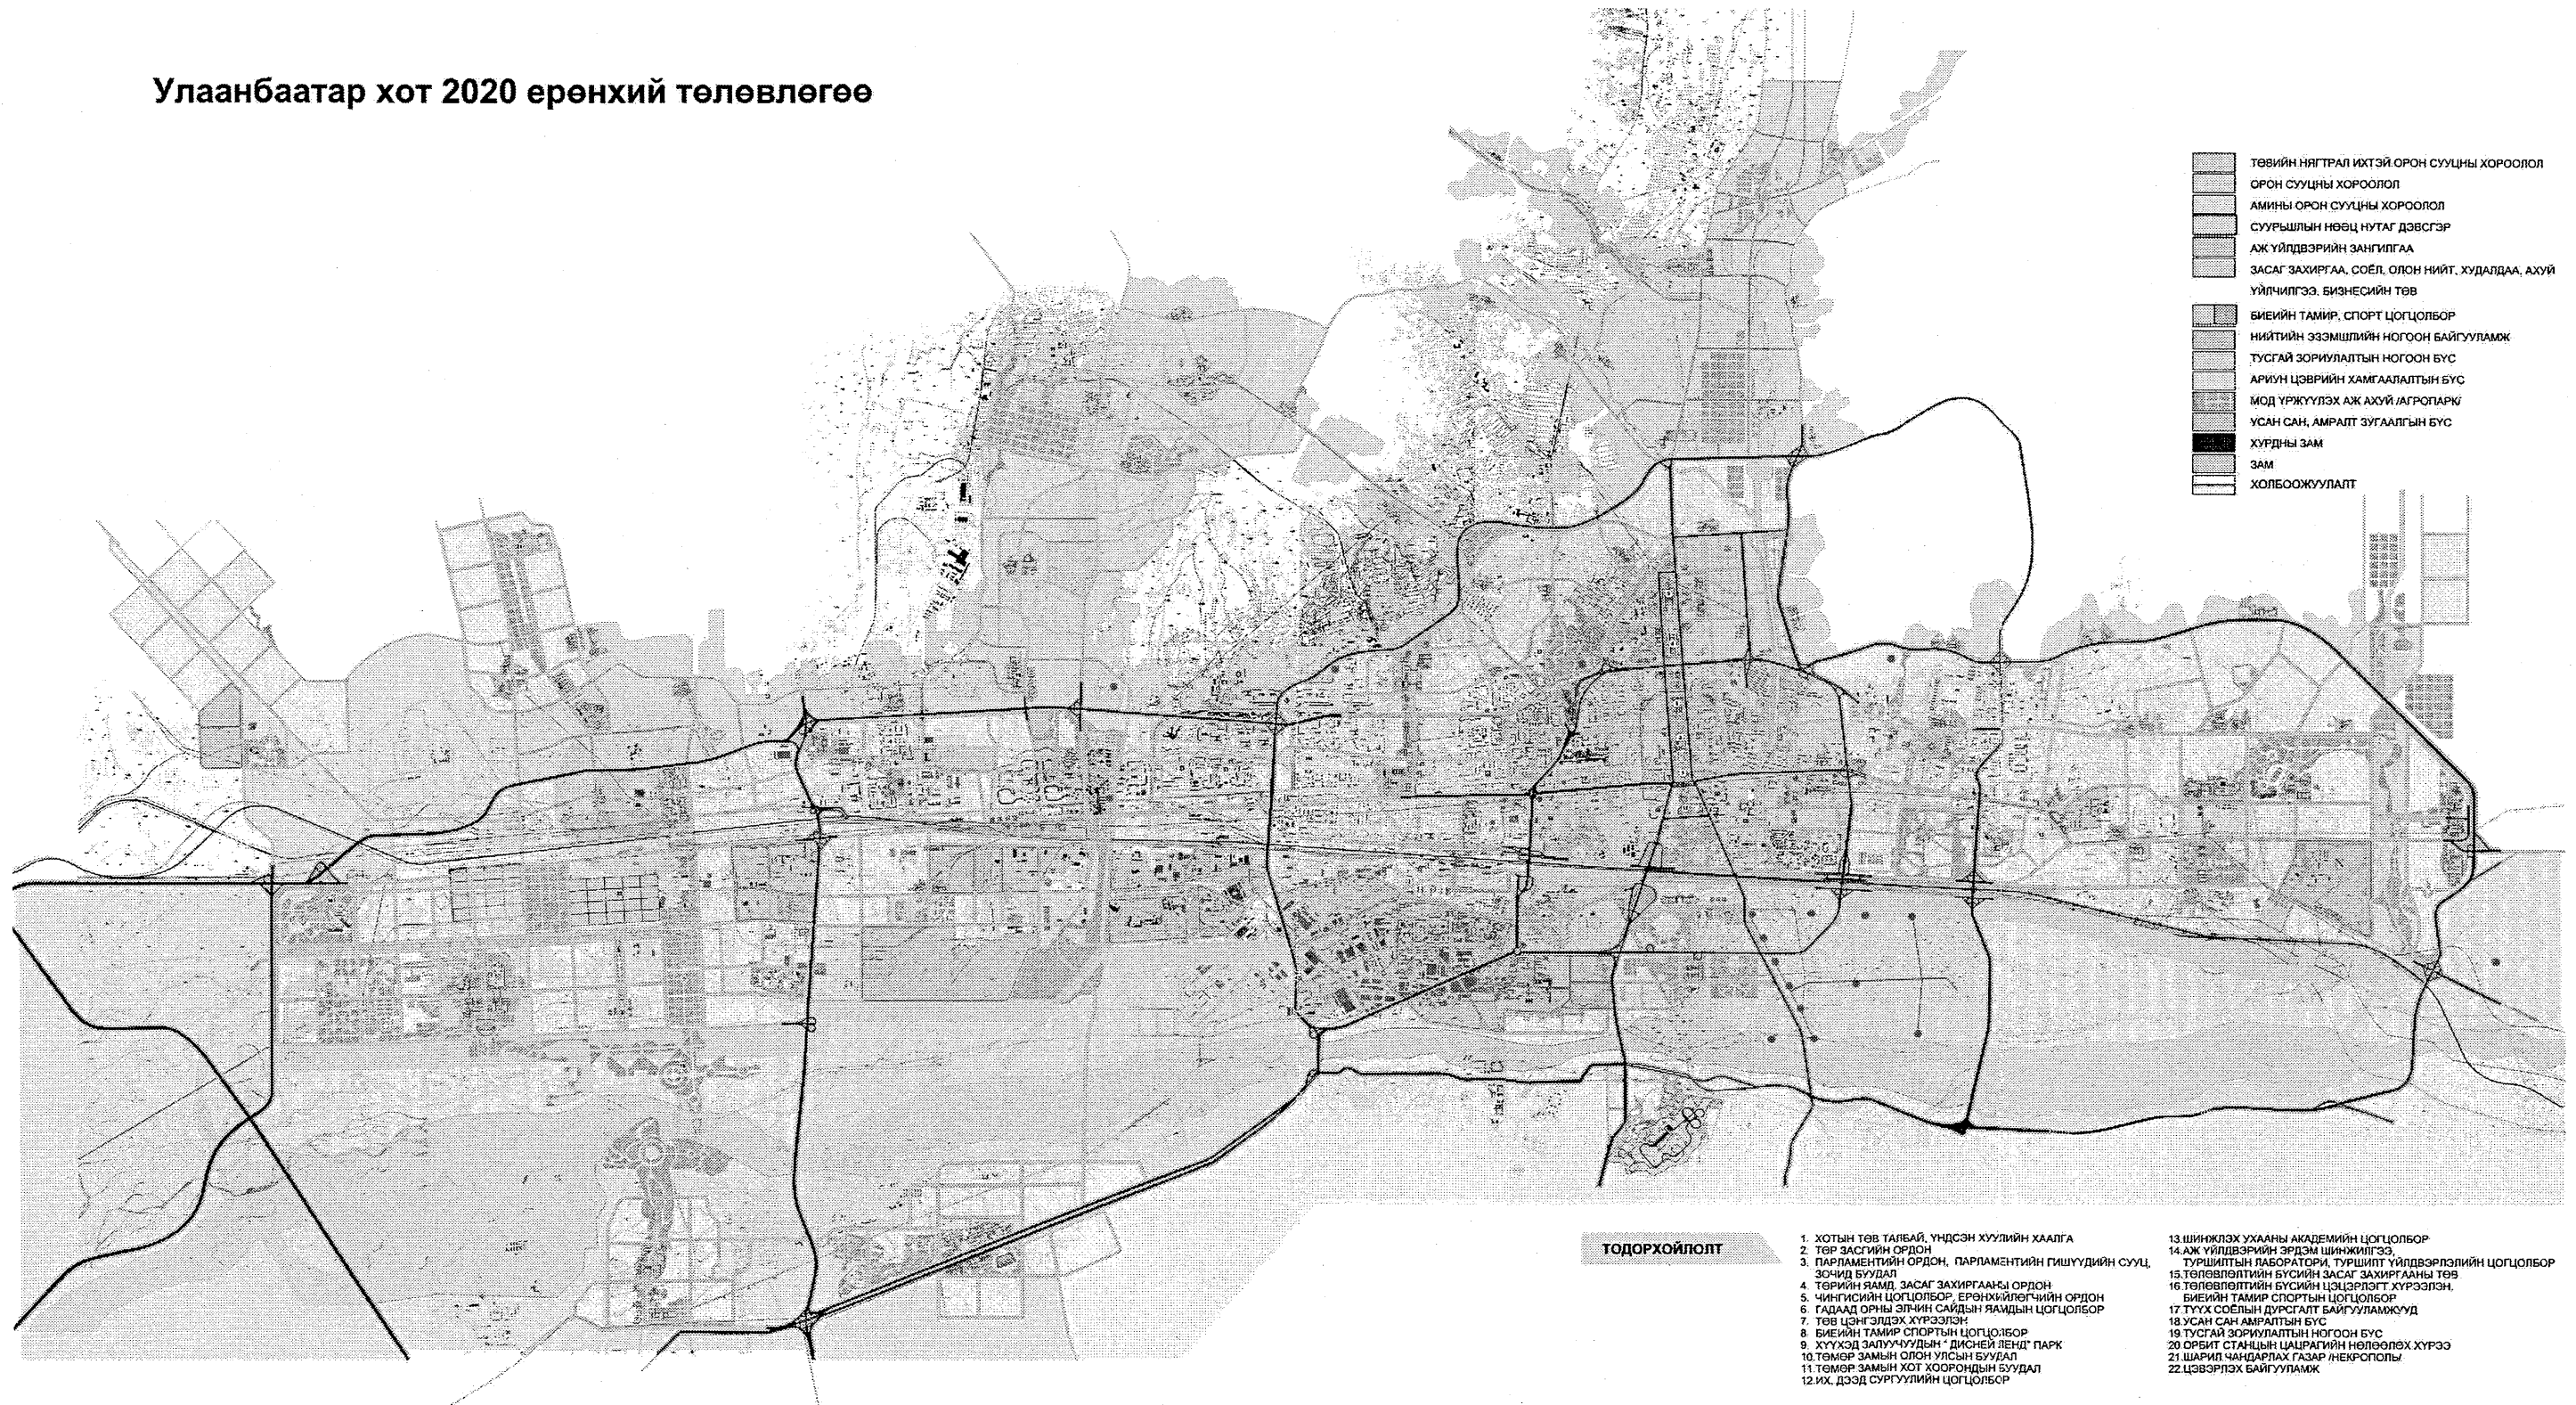 Улаанбаатар хот 2020 ерөнхий төлөвлөгөө
ТӨВИЙН НЯГТРАЛ ИХТЭЙ ОРОН СУУЦНЫ ХОРООЛОЛ
ОРОН СУУЦНЫ ХОРООЛОЛ
АМИНЫ ОРОН СУУЦНЫ ХОРООЛОЛ
СУУРЬШЛЫН НӨӨЦ НУТАГ ДЭВСГЭР
АЖ ҮЙЛДВЭРИЙН ЗАНГИЛГАА
ЗАСАГ ЗАХИРГАА, СОЁЛ, ОЛОН НИЙТ, ХУДАЛДАА, АХУЙ
ҮЙЛЧИЛГЭЭ, БИЗНЕСИЙН ТӨВ
БИЕИЙН ТАМИР, СПОРТ ЦОГЦОЛБОР
НИЙТИЙН ЭЗЭМШЛИЙН НОГООН БАЙГУУЛАМЖ
ТУСГАЙ ЗОРИУЛАЛТЫН НОГООН БҮС
АРИУН ЦЭВРИЙН ХАМГААЛАЛТЫН БҮС
МОД ҮРЖҮҮЛЭХ АЖ АХУЙ /АГРОПАРК/
УСАН САН, АМРАЛТ ЗУГААЛГЫН БҮС
ХУРДНЫ ЗАМ
ЗАМ
ХОЛБООЖУУЛАЛТ
ТОДОРХОЙЛОЛТ
1. ХОТЫН ТӨВ ТАЛБАЙ, ҮНДСЭН ХУУЛИЙН ХААЛГА
2. ТӨР ЗАСГИЙН ОРДОН
3. ПАРЛАМЕНТИЙН ОРДОН, ПАРЛАМЕНТИЙН ГИШҮҮДИЙН СУУЦ,
ЗОЧИД БУУДАЛ
4. ТӨРИЙН ЯАМД, ЗАСАГ ЗАХИРГААНЫ ОРДОН
5. ЧИНГИСИЙН ЦОГЦОЛБОР, ЕРӨНХИЙЛӨГЧИЙН ОРДОН
6. ГАДААД ОРНЫ ЭЛЧИН САЙДЫН ЯАМДЫН ЦОГЦОЛБОР
7. ТӨВ ЦЭНГЭЛДЭХ ХҮРЭЭЛЭН
8. БИЕИЙН ТАМИР СПОРТЫН ЦОГЦОЛБОР
9. ХҮҮХЭД ЗАЛУУЧУУДЫН "ДИСНЕЙ ЛЕНД" ПАРК
10.ТӨМӨР ЗАМЫН ОЛОН УЛСЫН БУУДАЛ
11.ТӨМӨР ЗАМЫН ХОТ ХООРОНДЫН БУУДАЛ
12.ИХ, ДЭЭД СУРГУУЛИЙН ЦОГЦОЛБОР
13.ШИНЖЛЭХ УХААНЫ АКАДЕМИЙН ЦОГЦОЛБОР
14.АЖ ҮЙЛДВЭРИЙН ЭРДЭМ ШИНЖИЛГЭЭ,
ТУРШИЛТЫН ЛАБОРАТОРИ, ТУРШИЛТ ҮЙЛДВЭРЛЭЛИЙН ЦОГЦОЛБОР
15.ТӨЛӨВЛӨЛТИЙН БҮСИЙН ЗАСАГ ЗАХИРГААНЫ ТӨВ
16.ТӨЛӨВЛӨЛТИЙН БҮСИЙН ЦЭЦЭРЛЭГТ ХҮРЭЭЛЭН,
БИЕИЙН ТАМИР СПОРТЫН ЦОГЦОЛБОР
17.ТҮҮХ СОЁЛЫН ДУРСГАЛТ БАЙГУУЛАМЖУУД
18.УСАН САН АМРАЛТЫН БҮС
19.ТУСГАЙ ЗОРИУЛАЛТЫН НОГООН БҮС
20 ОРБИТ СТАНЦЫН ЦАЦРАГИЙН НӨЛӨӨЛӨХ ХҮРЭЭ
21.ШАРИЛ ЧАНДАРЛАХ ГАЗАР /НЕКРОПОЛЬ/
22.ЦЭВЭРЛЭХ БАЙГУУЛАМЖ